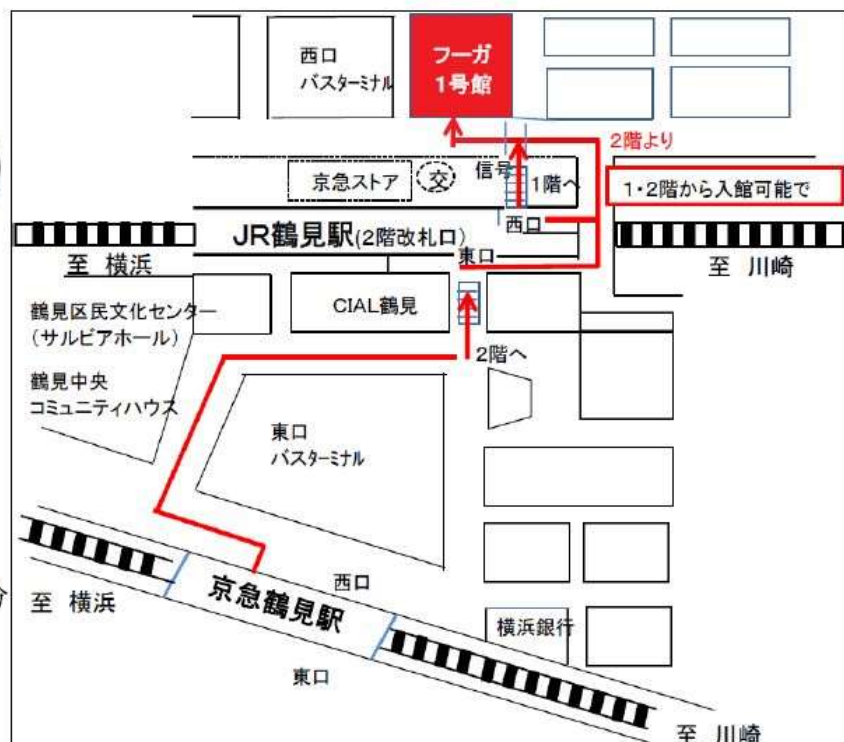 西口
バスターミナル
フーガ
1号館
2階より
京急ストア
交
信号
1階へ
1・2階から入館可能で
西口
JR鶴見駅(2階改札口)
東口
至 横浜
至 川崎
鶴見区民文化センター
(サルビアホール)
CIAL鶴見
2階へ
鶴見中央
コミュニティハウス
東口
バスターミナル
西口
京急鶴見駅
至 横浜
横浜銀行
東口
至 川崎